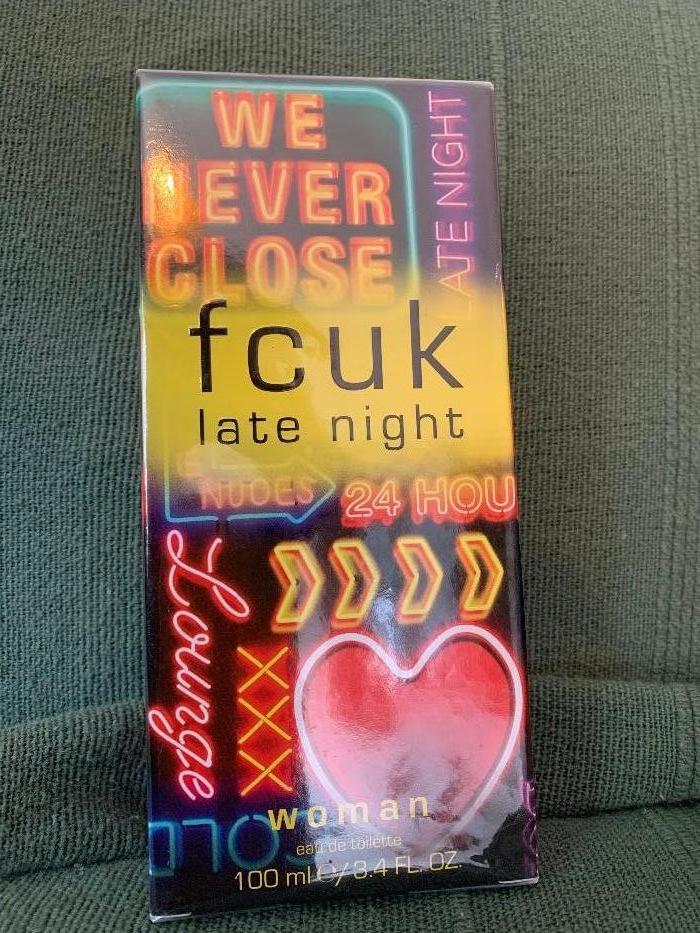 WE
NEVER
CLOSE
LATE NIGHT
fcuk
late night
NUDES
24 HOU
Lounge
XXX
woman
eau de toilette
100 ml e / 3.4 FL. OZ.